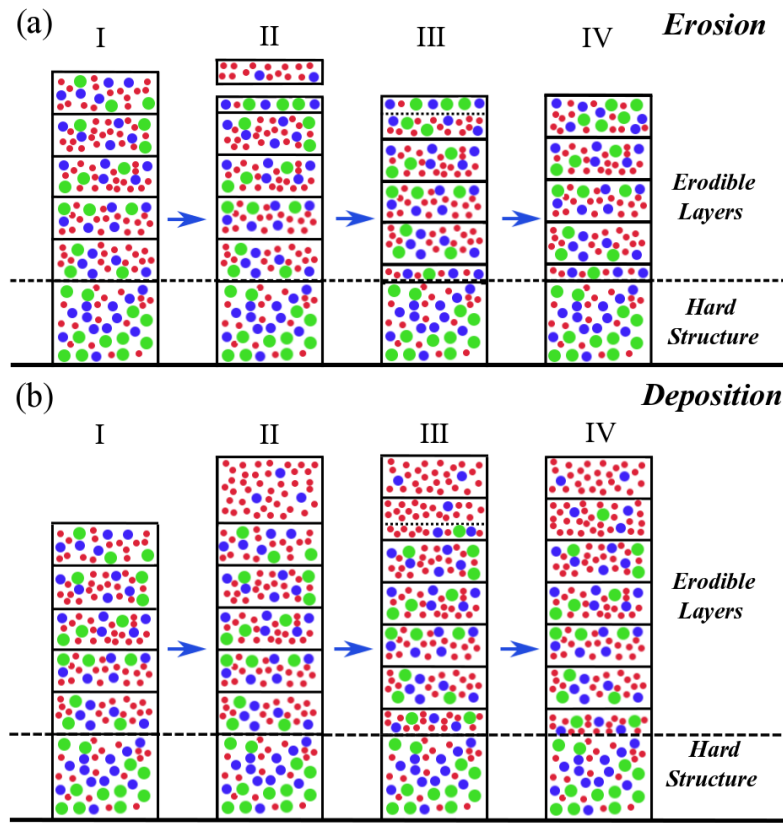 (a)
I
II
III
IV
Erosion
Erodible
Layers
Hard
Structure
(b)
Deposition
I
II
III
IV
Erodible
Layers
Hard
Structure